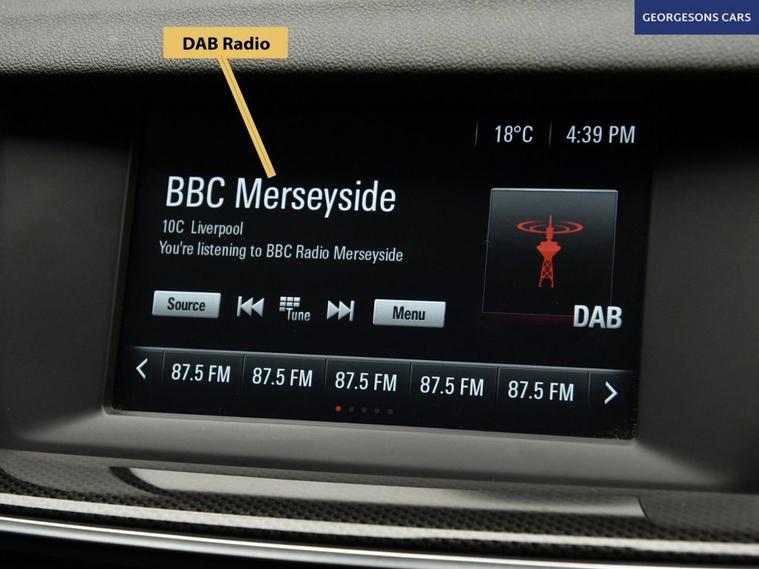 GEORGESONS CARS
DAB Radio
18°C 4:39 PM
BBC Merseyside
10C Liverpool
You're listening to BBC Radio Merseyside
Source Tune Menu
DAB
87.5 FM 87.5 FM 87.5 FM 87.5 FM 87.5 FM